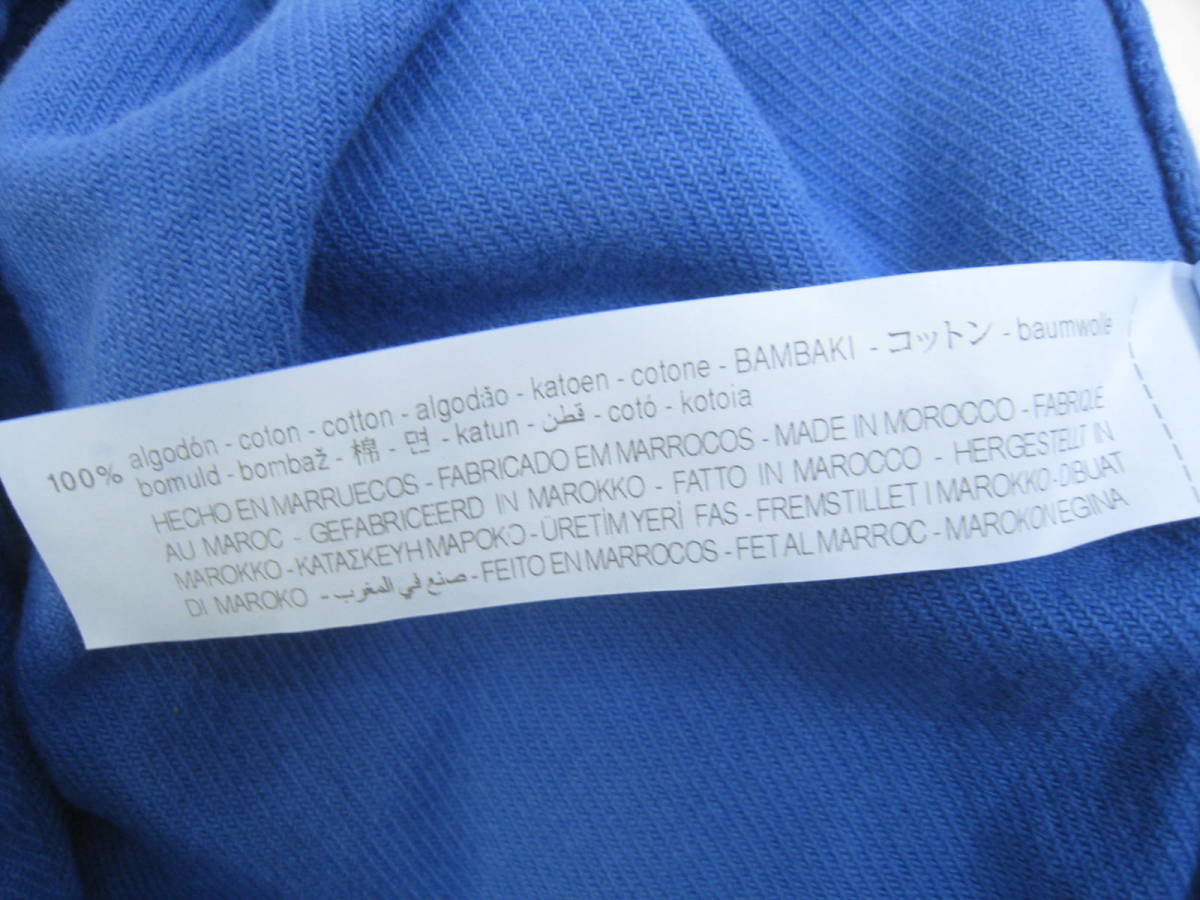 100% algodón - coton - cotton - algodão - katoen - cotone - BAMBAKI - コットン - baumwolle
bomuld - bombaž - 棉 - 면 - katun - قطن - cotó - kotoia
HECHO EN MARRUECOS - FABRICADO EM MARROCOS - MADE IN MOROCCO - FABRIQUÉ
AU MAROC - GEFABRICEERD IN MAROKKO - FATTO IN MAROCCO - HERGESTELLT IN
MAROKKO - ΚΑΤΑΣΚΕΥΗ ΜΑΡΟΚΟ - ÜRETİM YERİ FAS - FREMSTILLET I MAROKKO - DIBUAT
DI MAROKO - صنع في المغرب - FEITO EN MARROCOS - FET AL MARROC - MAROKON EGINA